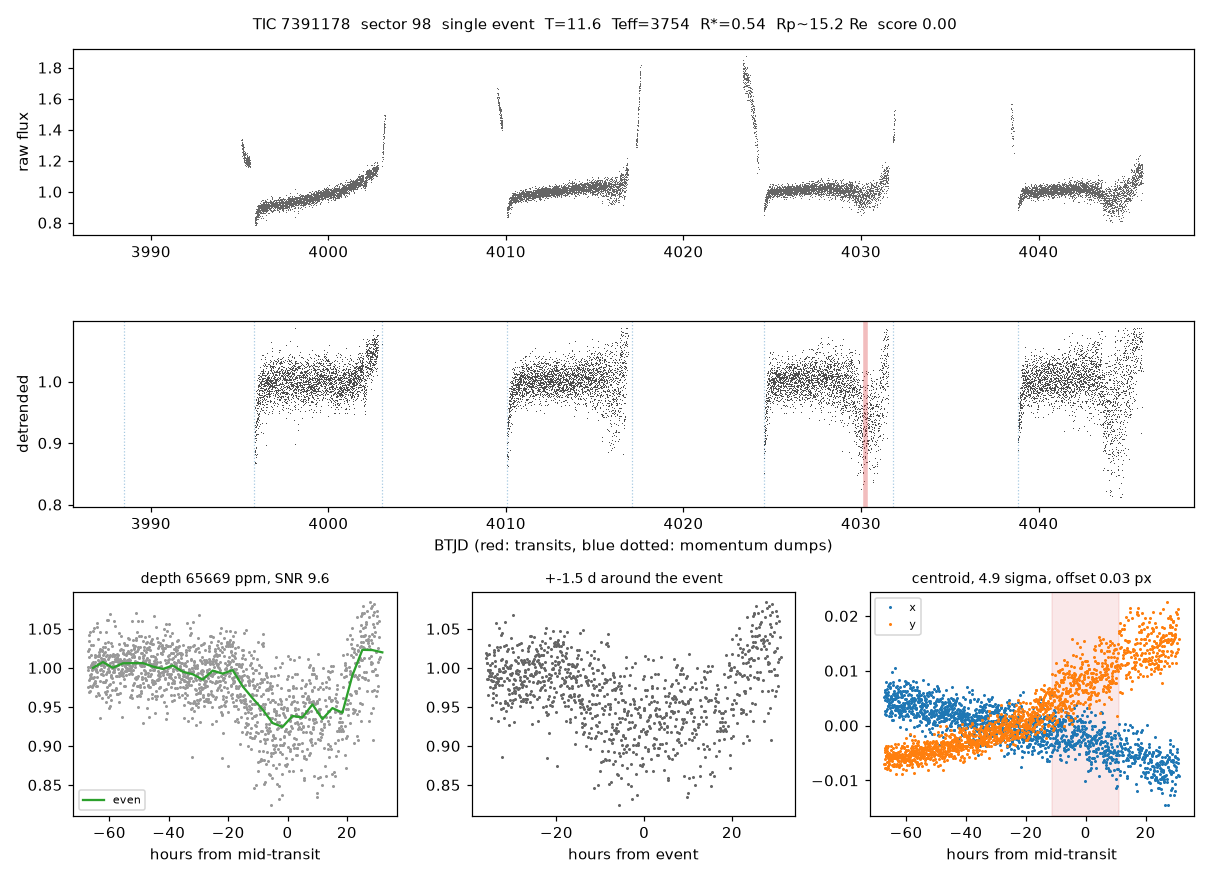 TIC 7391178  sector 98  single event  T=11.6  Teff=3754  R*=0.54  Rp~15.2 Re  score 0.00
raw flux
1.8
1.6
1.4
1.2
1.0
0.8
3990 4000 4010 4020 4030 4040
detrended
1.0
0.9
0.8
3990 4000 4010 4020 4030 4040
BTJD (red: transits, blue dotted: momentum dumps)
depth 65669 ppm, SNR 9.6
1.05
1.00
0.95
0.90
0.85
even
−60 −40 −20 0 20
hours from mid-transit
+-1.5 d around the event
1.05
1.00
0.95
0.90
0.85
−20 0 20
hours from event
centroid, 4.9 sigma, offset 0.03 px
x
y
0.02
0.01
0.00
−0.01
−60 −40 −20 0 20
hours from mid-transit